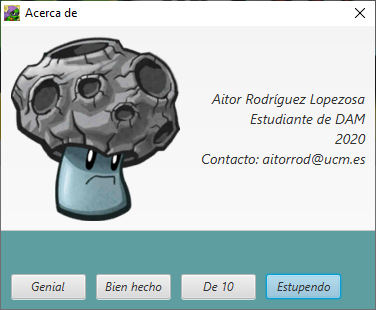 Acerca de
Aitor Rodríguez Lopezosa
Estudiante de DAM
2020
Contacto: aitorrod@ucm.es
Genial
Bien hecho
De 10
Estupendo